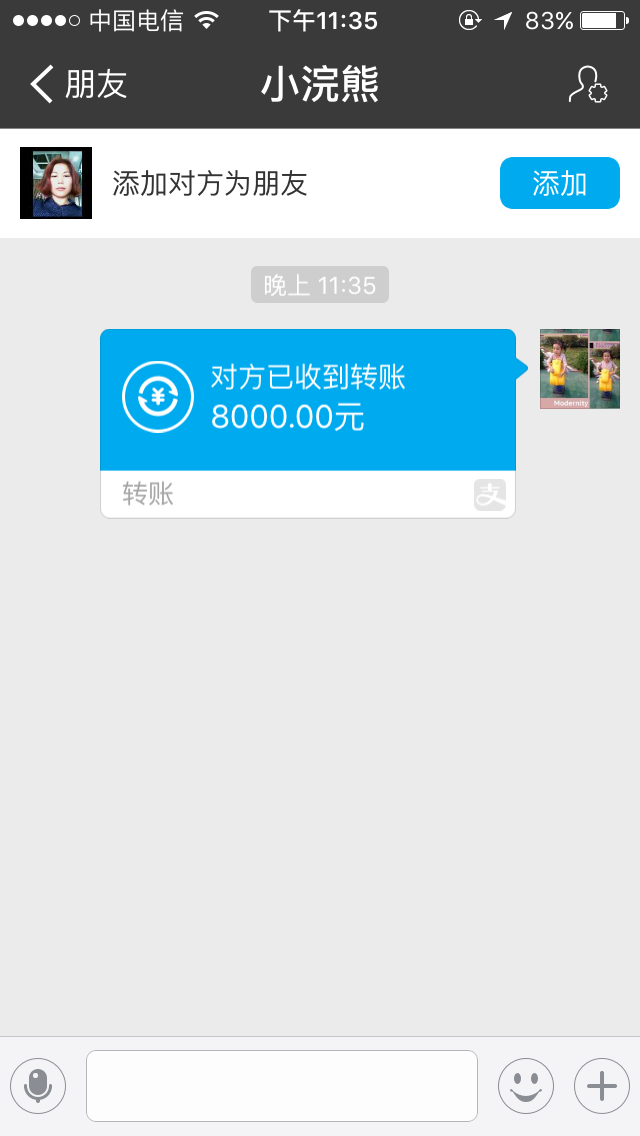 中国电信
下午11:35
83%
朋友
小浣熊
添加对方为朋友
添加
晚上 11:35
对方已收到转账
8000.00元
Modernity
转账
支